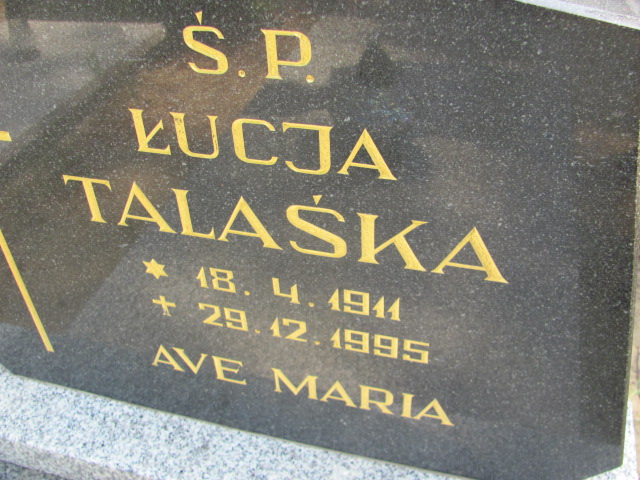 Ś.P.
ŁUCJA
TALAŚKA
* 18.4.1911
+ 29.12.1995
AVE MARIA